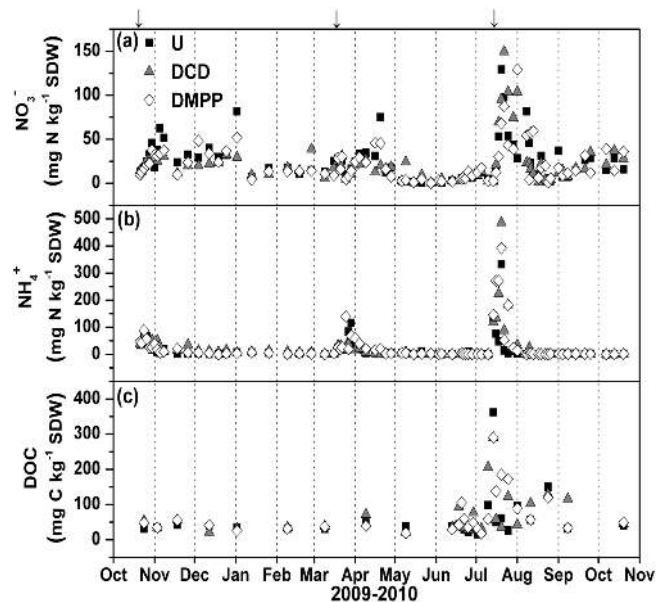 (a)
U
DCD
DMPP
NO₃⁻
(mg N kg⁻¹ SDW)
150
100
50
0
(b)
NH₄⁺
(mg N kg⁻¹ SDW)
500
400
300
200
100
0
(c)
DOC
(mg C kg⁻¹ SDW)
400
300
200
100
0
Oct Nov Dec Jan Feb Mar Apr May Jun Jul Aug Sep Oct Nov
2009-2010